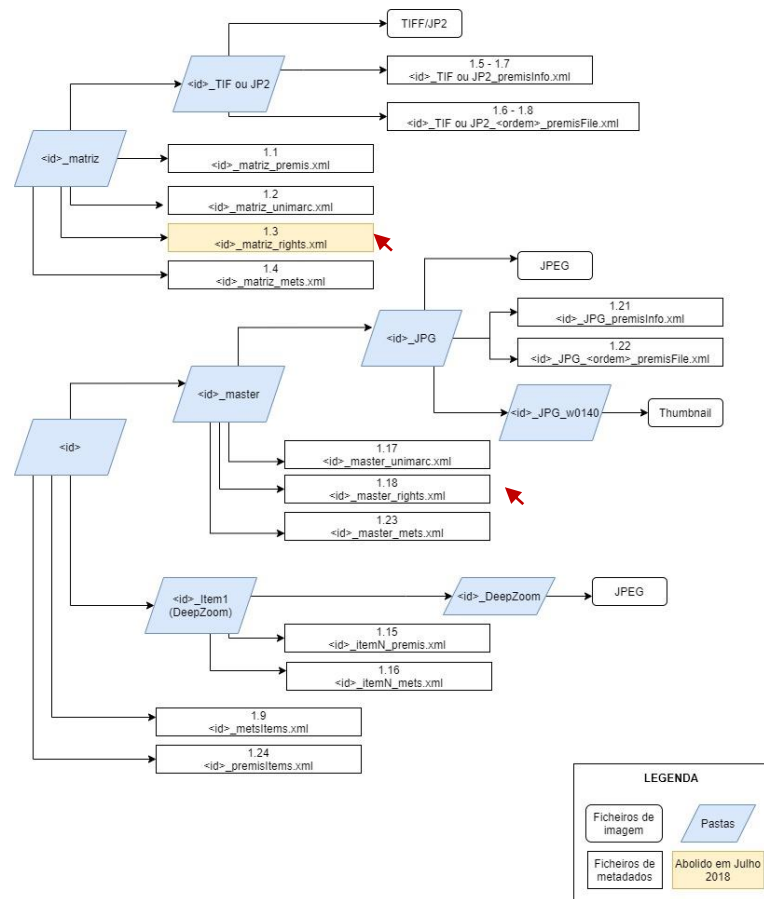 TIFF/JP2
1.5 - 1.7
<id>_TIF ou JP2_premisInfo.xml
<id>_TIF ou JP2
1.6 - 1.8
<id>_TIF ou JP2_<ordem>_premisFile.xml
<id>_matriz
1.1
<id>_matriz_premis.xml
1.2
<id>_matriz_unimarc.xml
1.3
<id>_matriz_rights.xml
1.4
<id>_matriz_mets.xml
JPEG
1.21
<id>_JPG_premisInfo.xml
<id>_JPG
1.22
<id>_JPG_<ordem>_premisFile.xml
<id>_master
<id>_JPG_w0140
Thumbnail
<id>
1.17
<id>_master_unimarc.xml
1.18
<id>_master_rights.xml
1.23
<id>_master_mets.xml
<id>_Item1
(DeepZoom)
<id>_DeepZoom
JPEG
1.15
<id>_itemN_premis.xml
1.16
<id>_itemN_mets.xml
1.9
<id>_metsItems.xml
1.24
<id>_premisItems.xml
LEGENDA
Ficheiros de
imagem
Pastas
Ficheiros de
metadados
Abolido em Julho
2018